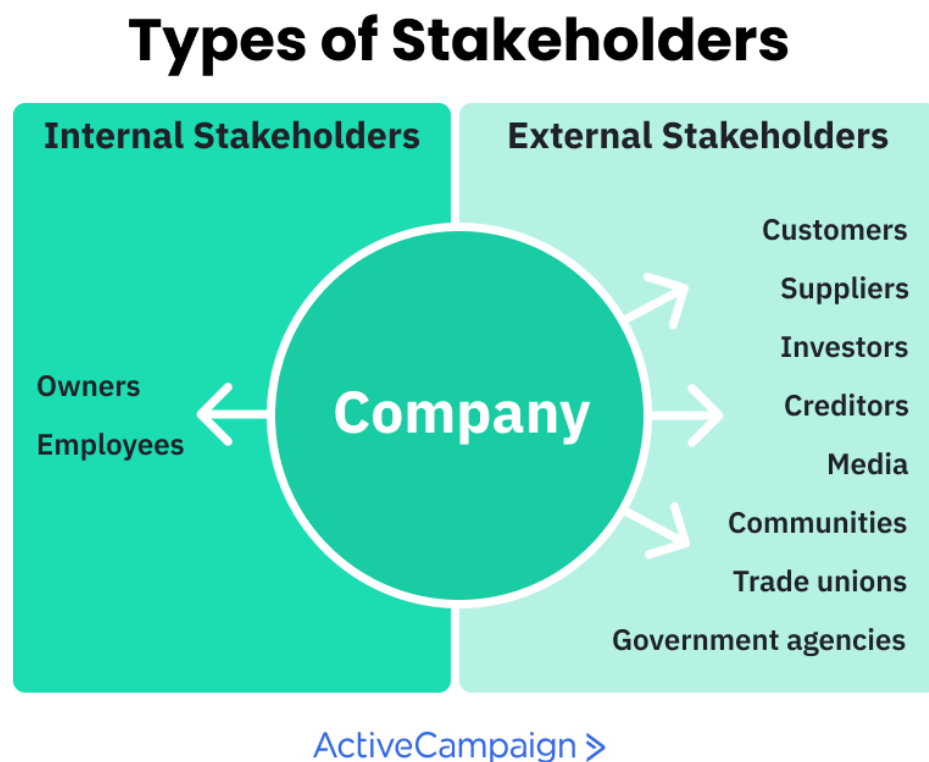 Types of Stakeholders
Internal Stakeholders
Owners
Employees
Company
External Stakeholders
Customers
Suppliers
Investors
Creditors
Media
Communities
Trade unions
Government agencies
ActiveCampaign